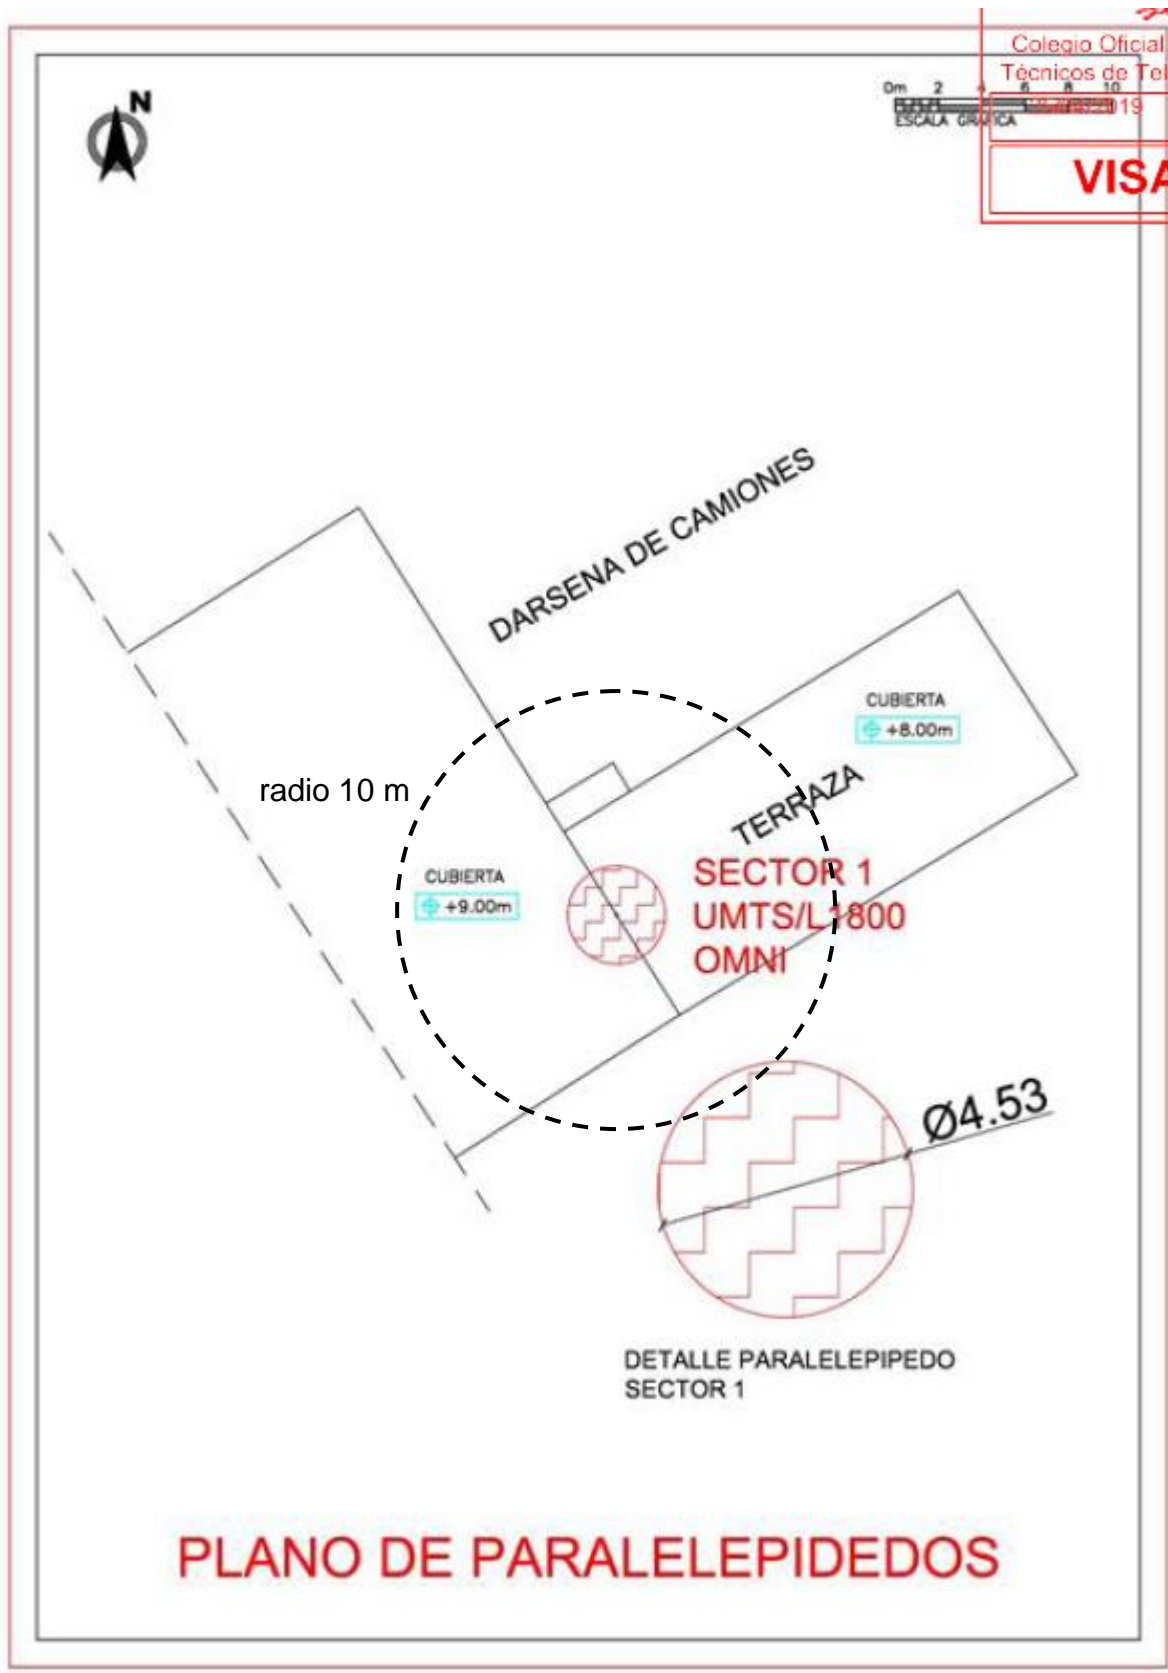 Colegio Oficial
Técnicos de Tel
N
0m 2 4 6 8 10
ESCALA GRAFICA
VISA
DARSENA DE CAMIONES
CUBIERTA
+8.00m
radio 10 m
TERRAZA
CUBIERTA
+9.00m
SECTOR 1
UMTS/L1800
OMNI
Ø4.53
DETALLE PARALELEPIPEDO
SECTOR 1
PLANO DE PARALELEPIDEDOS